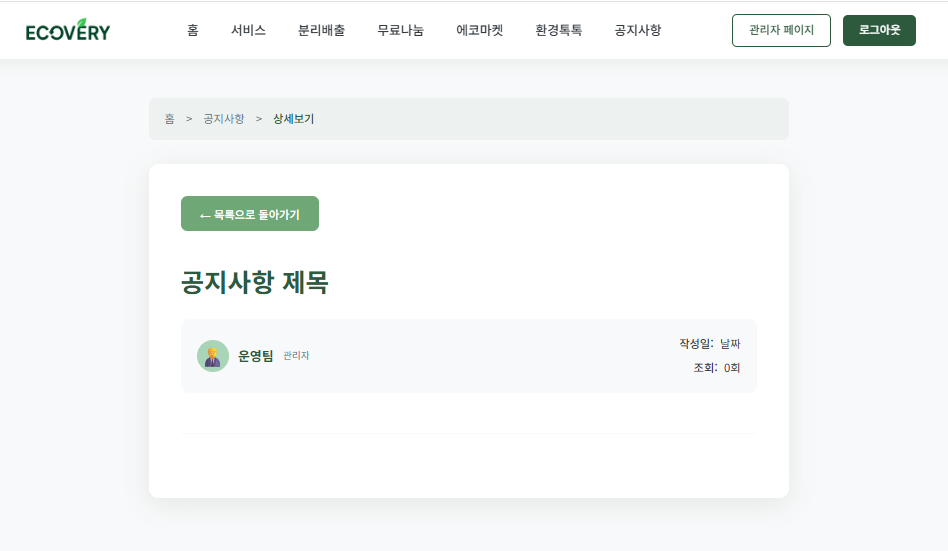 ECOVERY 홈 서비스 분리배출 무료나눔 에코마켓 환경톡톡 공지사항 관리자 페이지 로그아웃
홈 > 공지사항 > 상세보기
← 목록으로 돌아가기
공지사항 제목
운영팀 관리자
작성일: 날짜
조회: 0회